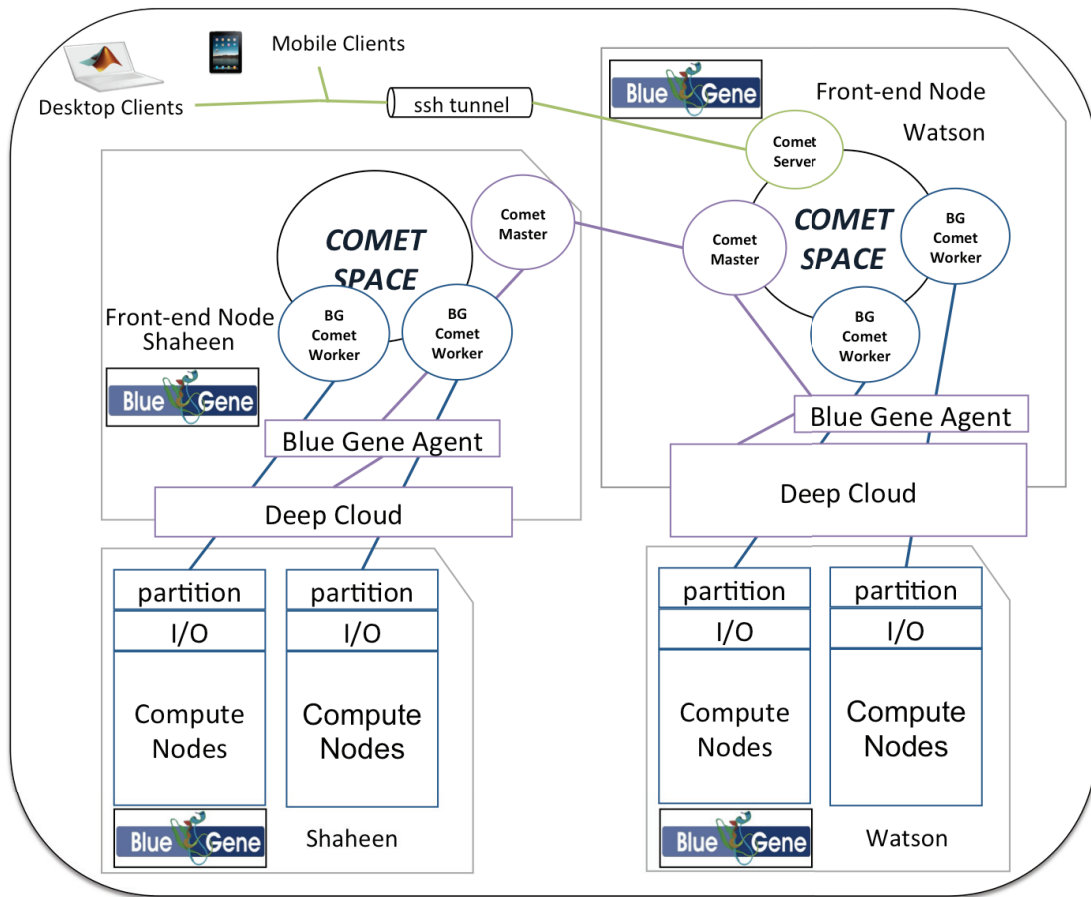 Mobile Clients
Desktop Clients
ssh tunnel
Blue Gene
Front-end Node
Watson
Comet
Server
Comet
Master
COMET
SPACE
BG
Comet
Worker
BG
Comet
Worker
Blue Gene Agent
Deep Cloud
COMET
SPACE
Comet
Master
BG
Comet
Worker
BG
Comet
Worker
Front-end Node
Shaheen
Blue Gene
Blue Gene Agent
Deep Cloud
partition
I/O
Compute
Nodes
partition
I/O
Compute
Nodes
Blue Gene
Shaheen
partition
I/O
Compute
Nodes
partition
I/O
Compute
Nodes
Blue Gene
Watson